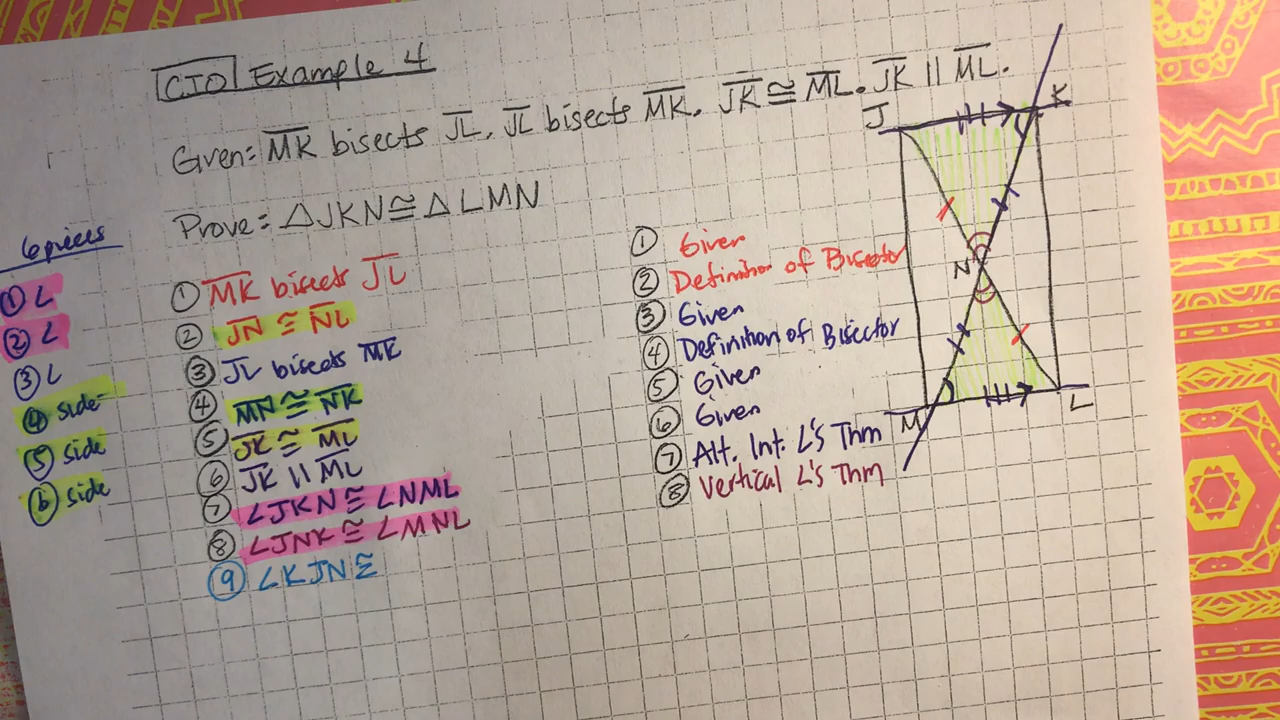 CIO Example 4
Given: MK bisects JL. JL bisects MK. JK ≅ ML. JK || ML.
Prove: △JKN ≅ △LMN
6 pieces
① ∠
② ∠
③ ∠
④ side
⑤ side
⑥ side
① MK bisects JL
② JN ≅ NL
③ JL bisects MK
④ MN ≅ NK
⑤ JK ≅ ML
⑥ JK || ML
⑦ ∠JKN ≅ ∠NML
⑧ ∠JNK ≅ ∠MNL
⑨ ∠KJN ≅
① Given
② Definition of Bisector
③ Given
④ Definition of Bisector
⑤ Given
⑥ Given
⑦ Alt. Int. ∠'s Thm
⑧ Vertical ∠'s Thm
J
K
N
M
L